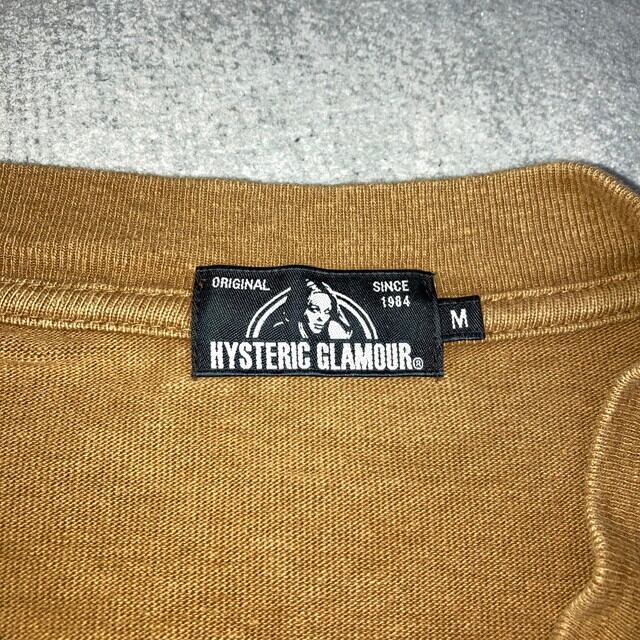 ORIGINAL SINCE
1984
HYSTERIC GLAMOUR®
M